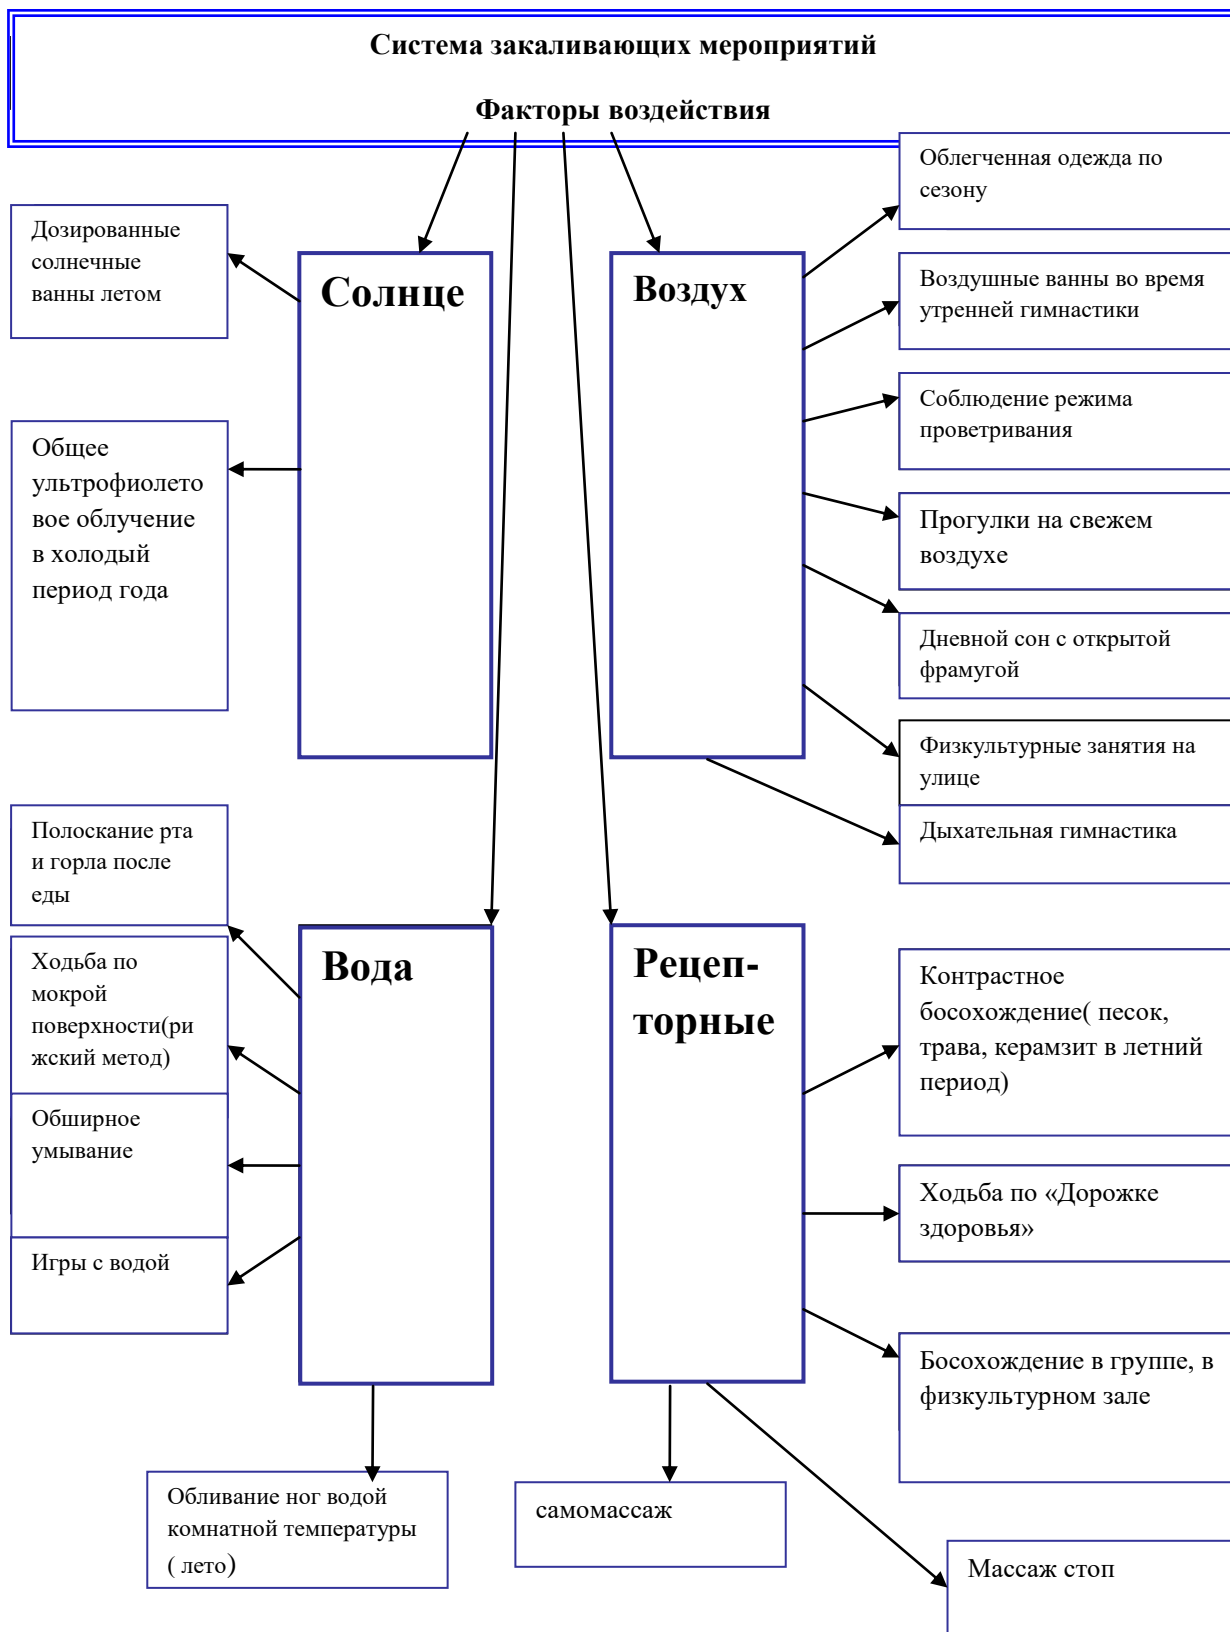 Система закаливающих мероприятий
Факторы воздействия
Облегченная одежда по
сезону
Дозированные
солнечные
ванны летом
Солнце
Воздух
Воздушные ванны во время
утренней гимнастики
Соблюдение режима
проветривания
Общее
ультрофиолето
вое облучение
в холодый
период года
Прогулки на свежем
воздухе
Дневной сон с открытой
фрамугой
Физкультурные занятия на
улице
Дыхательная гимнастика
Полоскание рта
и горла после
еды
Ходьба по
мокрой
поверхности(ри
жский метод)
Обширное
умывание
Игры с водой
Вода
Рецеп-
торные
Контрастное
босохождение( песок,
трава, керамзит в летний
период)
Ходьба по «Дорожке
здоровья»
Босохождение в группе, в
физкультурном зале
Обливание ног водой
комнатной температуры
( лето)
самомассаж
Массаж стоп